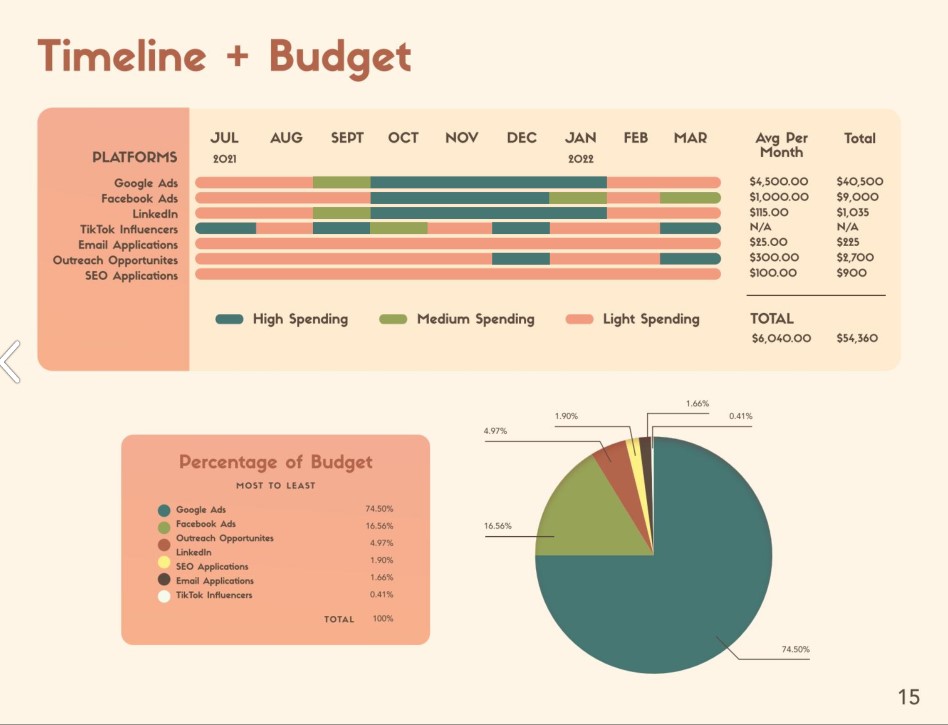 Timeline + Budget
JUL AUG SEPT OCT NOV DEC JAN FEB MAR Avg Per Month Total
2021 2022
PLATFORMS
Google Ads $4,500.00 $40,500
Facebook Ads $1,000.00 $9,000
LinkedIn $115.00 $1,035
TikTok Influencers N/A N/A
Email Applications $25.00 $225
Outreach Opportunites $300.00 $2,700
SEO Applications $100.00 $900
High Spending Medium Spending Light Spending
TOTAL
$6,040.00 $54,360
Percentage of Budget
MOST TO LEAST
Google Ads 74.50%
Facebook Ads 16.56%
Outreach Opportunites 4.97%
LinkedIn
SEO Applications 1.90%
Email Applications 1.66%
TikTok Influencers 0.41%
TOTAL 100%
1.66%
1.90% 0.41%
4.97%
16.56%
74.50%
15